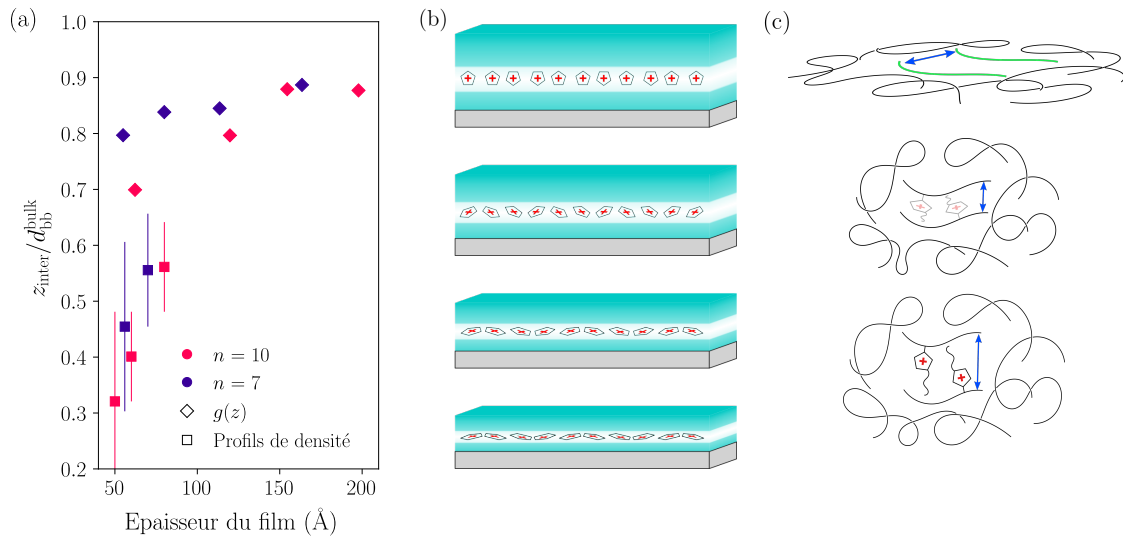 (a)
1.0
0.9
0.8
0.7
0.6
0.5
0.4
0.3
0.2
z_inter/d_bb^bulk
50
100
150
200
Epaisseur du film (Å)
n = 10
n = 7
g(z)
Profils de densité
(b)
(c)